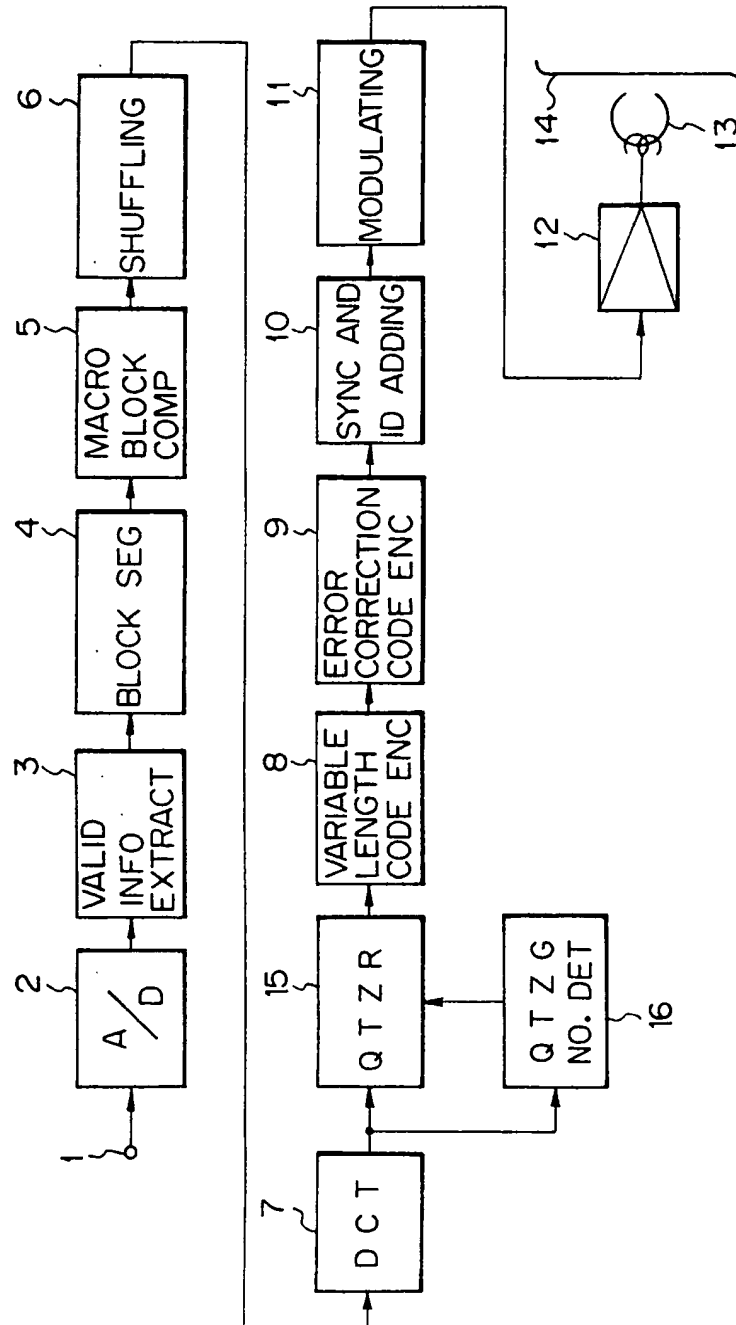 1
2
A/D
3
VALID
INFO
EXTRACT
4
BLOCK SEG
5
MACRO
BLOCK
COMP
6
SHUFFLING
7
DCT
15
QTZR
16
QTZG
NO. DET
8
VARIABLE
LENGTH
CODE ENC
9
ERROR
CORRECTION
CODE ENC
10
SYNC AND
ID ADDING
11
MODULATING
12
13
14